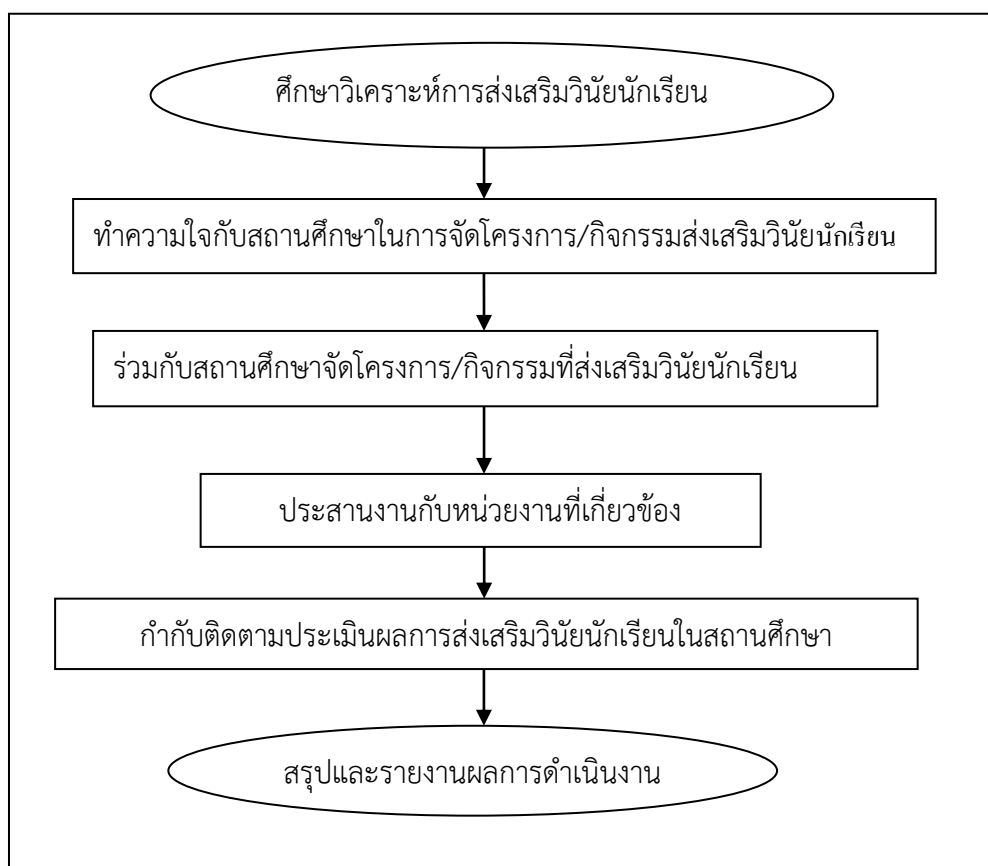 ศึกษาวิเคราะห์การส่งเสริมวินัยนักเรียน
ทำความใจกับสถานศึกษาในการจัดโครงการ/กิจกรรมส่งเสริมวินัยนักเรียน
ร่วมกับสถานศึกษาจัดโครงการ/กิจกรรมที่ส่งเสริมวินัยนักเรียน
ประสานงานกับหน่วยงานที่เกี่ยวข้อง
กำกับติดตามประเมินผลการส่งเสริมวินัยนักเรียนในสถานศึกษา
สรุปและรายงานผลการดำเนินงาน